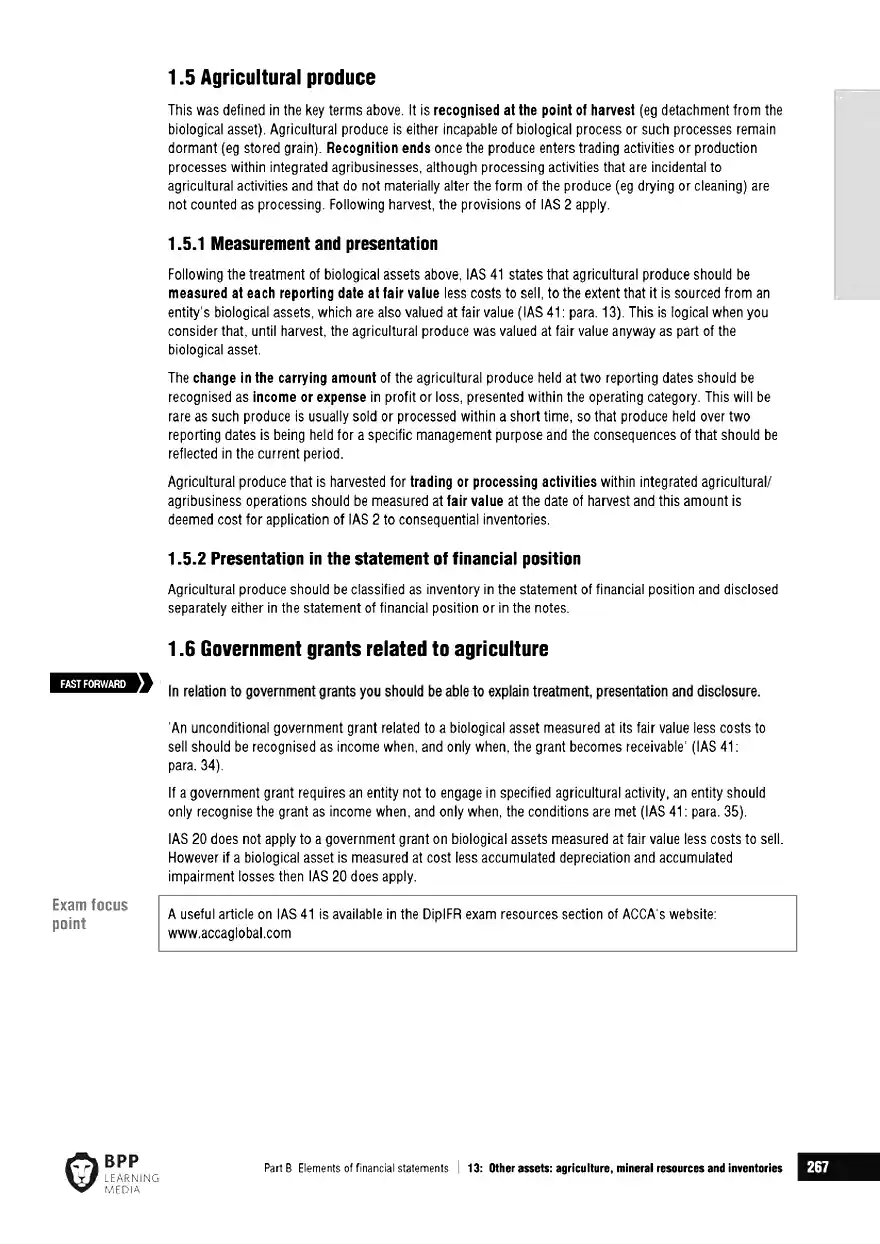 1.5 Agricultural produce
This was defined in the key terms above. It is recognised at the point of harvest (eg detachment from the
biological asset). Agricultural produce is either incapable of biological process or such processes remain
dormant (eg stored grain). Recognition ends once the produce enters trading activities or production
processes within integrated agribusinesses, although processing activities that are incidental to
agricultural activities and that do not materially alter the form of the produce (eg drying or cleaning) are
not counted as processing. Following harvest, the provisions of IAS 2 apply.
1.5.1 Measurement and presentation
Following the treatment of biological assets above, IAS 41 states that agricultural produce should be
measured at each reporting date at fair value less costs to sell, to the extent that it is sourced from an
entity's biological assets, which are also valued at fair value (IAS 41: para. 13). This is logical when you
consider that, until harvest, the agricultural produce was valued at fair value anyway as part of the
biological asset.
The change in the carrying amount of the agricultural produce held at two reporting dates should be
recognised as income or expense in profit or loss, presented within the operating category. This will be
rare as such produce is usually sold or processed within a short time, so that produce held over two
reporting dates is being held for a specific management purpose and the consequences of that should be
reflected in the current period.
Agricultural produce that is harvested for trading or processing activities within integrated agricultural/
agribusiness operations should be measured at fair value at the date of harvest and this amount is
deemed cost for application of IAS 2 to consequential inventories.
1.5.2 Presentation in the statement of financial position
Agricultural produce should be classified as inventory in the statement of financial position and disclosed
separately either in the statement of financial position or in the notes.
1.6 Government grants related to agriculture
FAST FORWARD
In relation to government grants you should be able to explain treatment, presentation and disclosure.
'An unconditional government grant related to a biological asset measured at its fair value less costs to
sell should be recognised as income when, and only when, the grant becomes receivable' (IAS 41:
para. 34).
If a government grant requires an entity not to engage in specified agricultural activity, an entity should
only recognise the grant as income when, and only when, the conditions are met (IAS 41: para. 35).
IAS 20 does not apply to a government grant on biological assets measured at fair value less costs to sell.
However if a biological asset is measured at cost less accumulated depreciation and accumulated
impairment losses then IAS 20 does apply.
Exam focus
point
A useful article on IAS 41 is available in the DipIFR exam resources section of ACCA's website:
www.accaglobal.com
BPP
LEARNING
MEDIA
Part B Elements of financial statements | 13: Other assets: agriculture, mineral resources and inventories 267